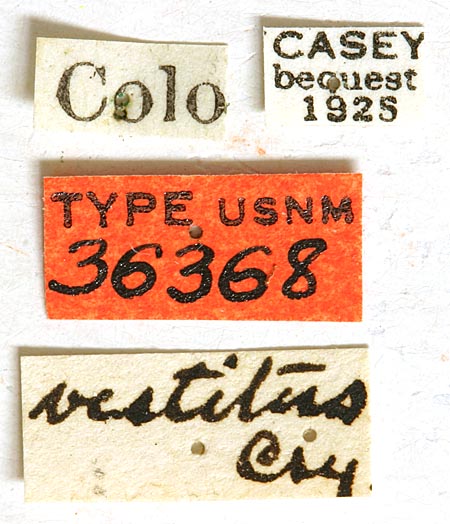 Colo
CASEY
bequest
1925
TYPE USNM
36368
vestitus
Csy.